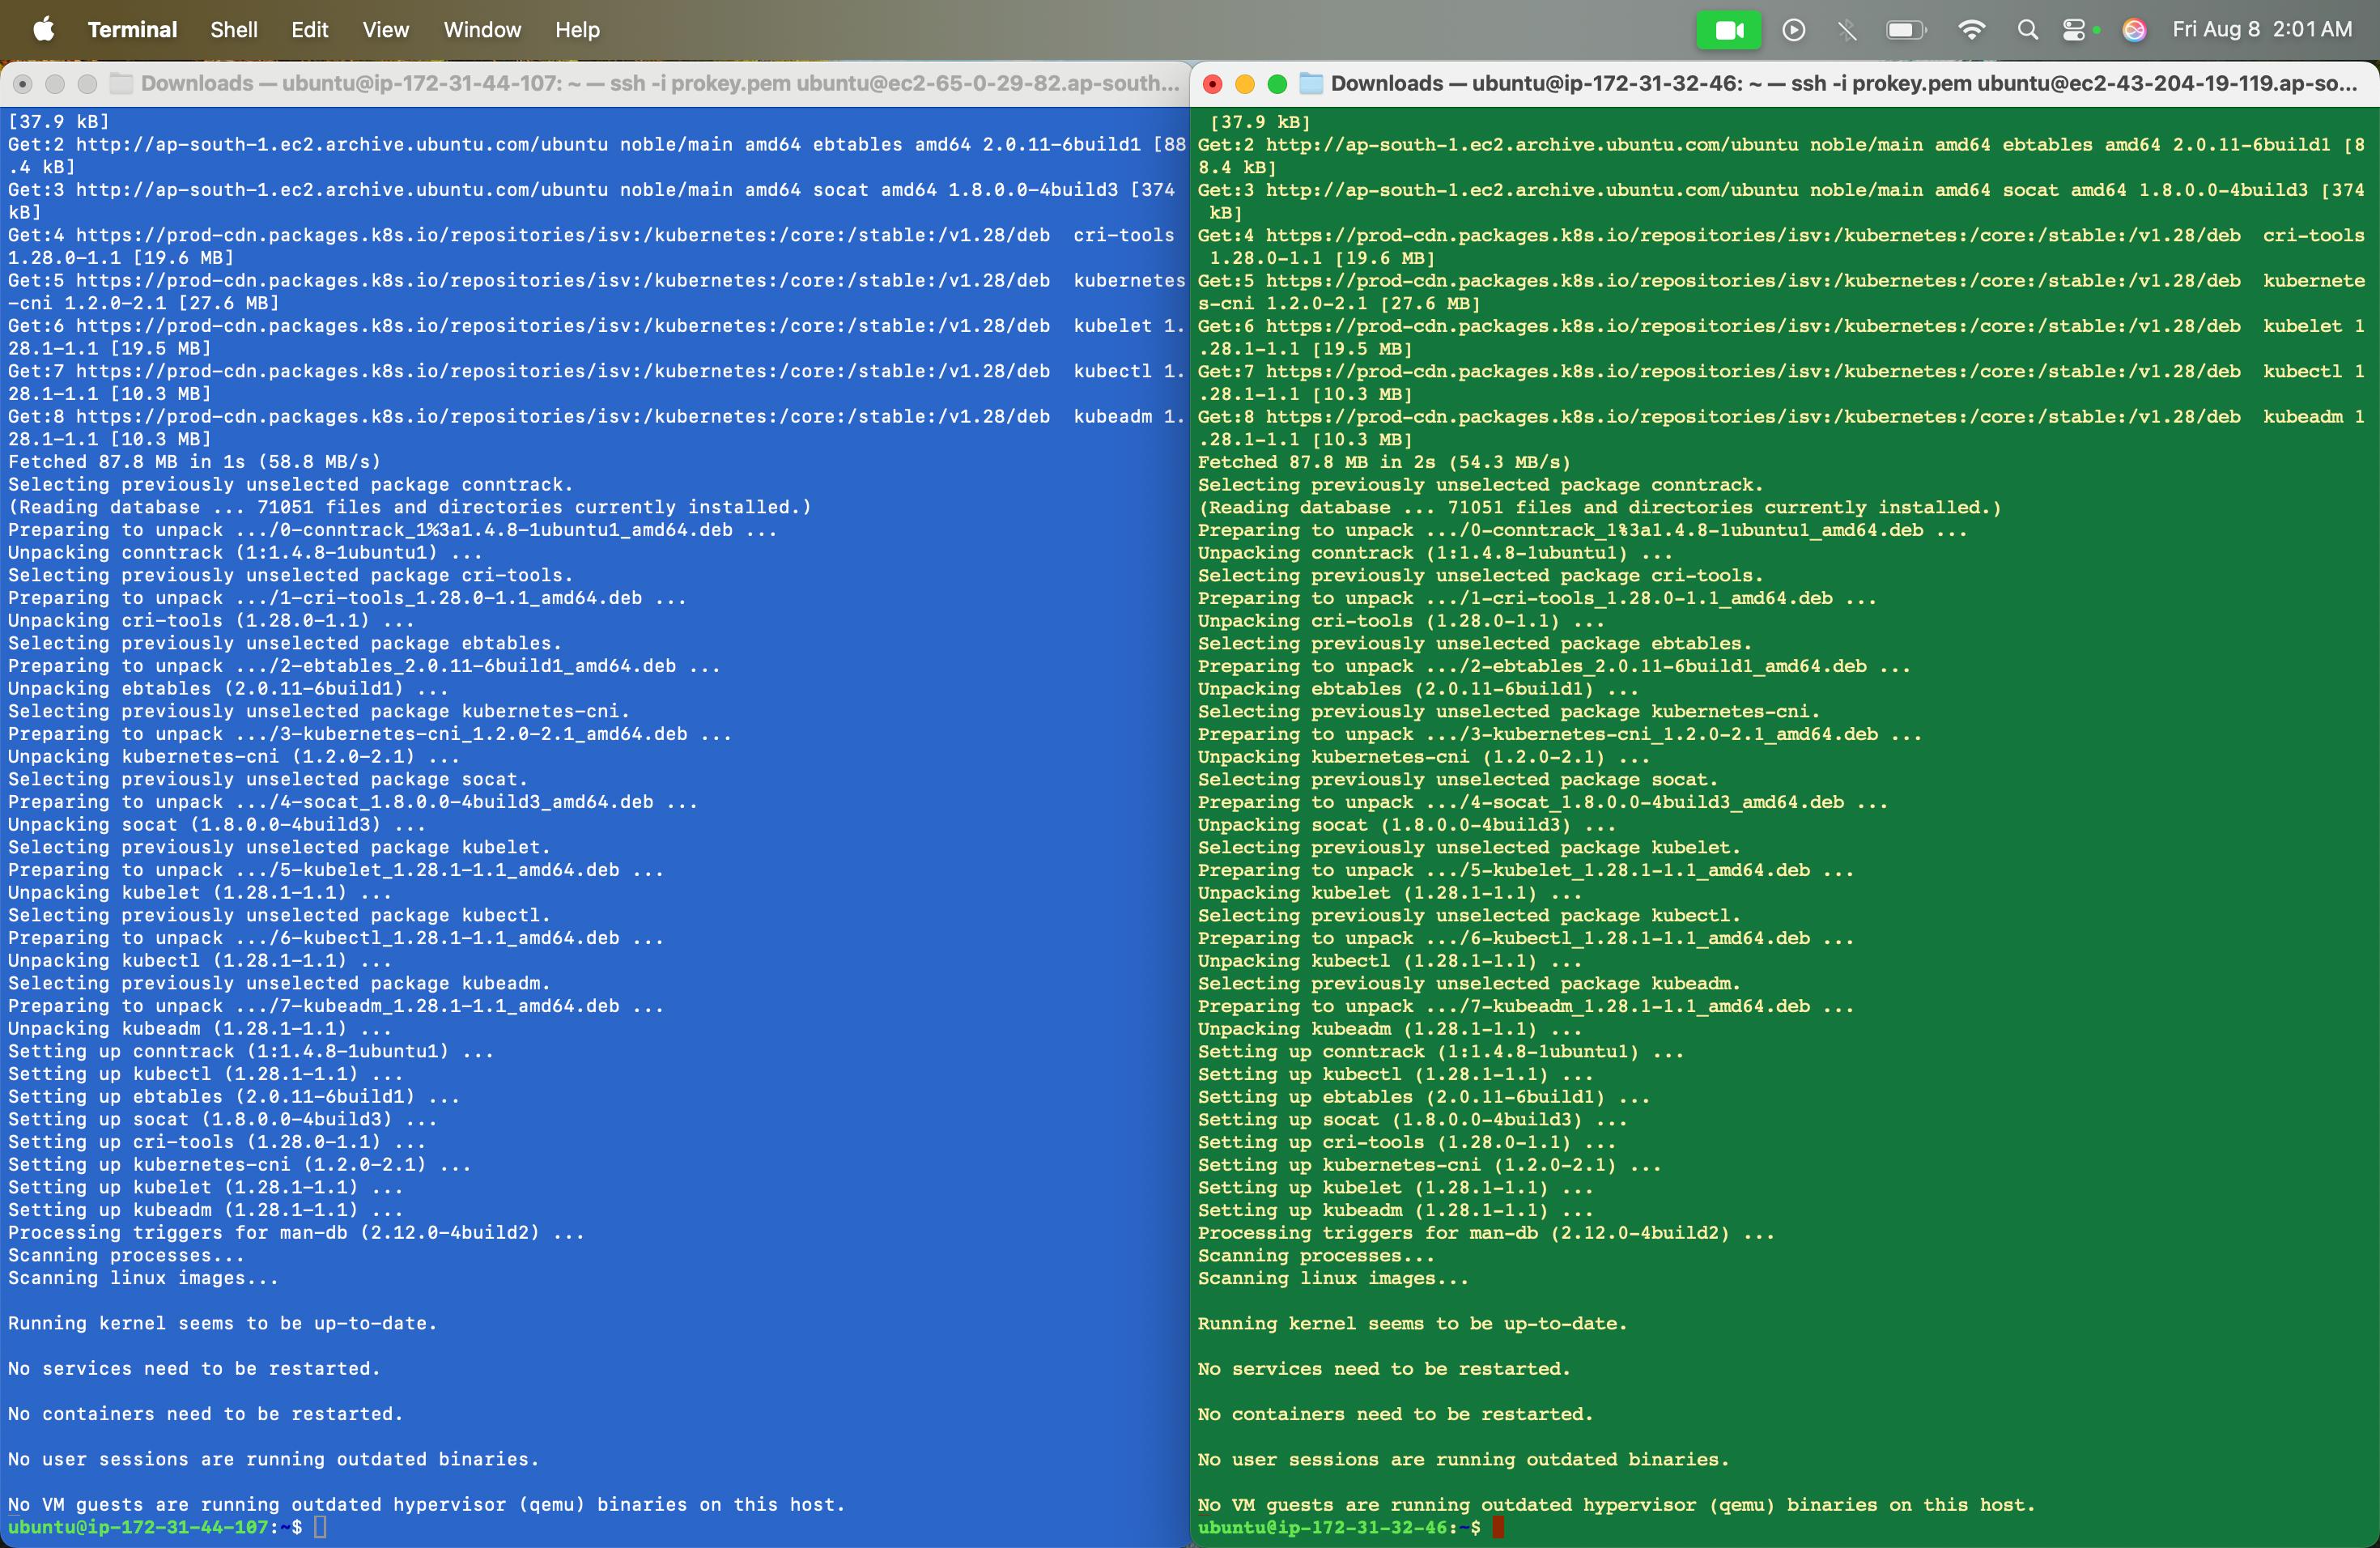 Terminal Shell Edit View Window Help Fri Aug 8 2:01 AM
Downloads — ubuntu@ip-172-31-44-107: ~ — ssh -i prokey.pem ubuntu@ec2-65-0-29-82.ap-south...
[37.9 kB]
Get:2 http://ap-south-1.ec2.archive.ubuntu.com/ubuntu noble/main amd64 ebtables amd64 2.0.11-6build1 [88
.4 kB]
Get:3 http://ap-south-1.ec2.archive.ubuntu.com/ubuntu noble/main amd64 socat amd64 1.8.0.0-4build3 [374
kB]
Get:4 https://prod-cdn.packages.k8s.io/repositories/isv:/kubernetes:/core:/stable:/v1.28/deb  cri-tools
1.28.0-1.1 [19.6 MB]
Get:5 https://prod-cdn.packages.k8s.io/repositories/isv:/kubernetes:/core:/stable:/v1.28/deb  kubernetes
-cni 1.2.0-2.1 [27.6 MB]
Get:6 https://prod-cdn.packages.k8s.io/repositories/isv:/kubernetes:/core:/stable:/v1.28/deb  kubelet 1.
28.1-1.1 [19.5 MB]
Get:7 https://prod-cdn.packages.k8s.io/repositories/isv:/kubernetes:/core:/stable:/v1.28/deb  kubectl 1.
28.1-1.1 [10.3 MB]
Get:8 https://prod-cdn.packages.k8s.io/repositories/isv:/kubernetes:/core:/stable:/v1.28/deb  kubeadm 1.
28.1-1.1 [10.3 MB]
Fetched 87.8 MB in 1s (58.8 MB/s)
Selecting previously unselected package conntrack.
(Reading database ... 71051 files and directories currently installed.)
Preparing to unpack .../0-conntrack_1%3a1.4.8-1ubuntu1_amd64.deb ...
Unpacking conntrack (1:1.4.8-1ubuntu1) ...
Selecting previously unselected package cri-tools.
Preparing to unpack .../1-cri-tools_1.28.0-1.1_amd64.deb ...
Unpacking cri-tools (1.28.0-1.1) ...
Selecting previously unselected package ebtables.
Preparing to unpack .../2-ebtables_2.0.11-6build1_amd64.deb ...
Unpacking ebtables (2.0.11-6build1) ...
Selecting previously unselected package kubernetes-cni.
Preparing to unpack .../3-kubernetes-cni_1.2.0-2.1_amd64.deb ...
Unpacking kubernetes-cni (1.2.0-2.1) ...
Selecting previously unselected package socat.
Preparing to unpack .../4-socat_1.8.0.0-4build3_amd64.deb ...
Unpacking socat (1.8.0.0-4build3) ...
Selecting previously unselected package kubelet.
Preparing to unpack .../5-kubelet_1.28.1-1.1_amd64.deb ...
Unpacking kubelet (1.28.1-1.1) ...
Selecting previously unselected package kubectl.
Preparing to unpack .../6-kubectl_1.28.1-1.1_amd64.deb ...
Unpacking kubectl (1.28.1-1.1) ...
Selecting previously unselected package kubeadm.
Preparing to unpack .../7-kubeadm_1.28.1-1.1_amd64.deb ...
Unpacking kubeadm (1.28.1-1.1) ...
Setting up conntrack (1:1.4.8-1ubuntu1) ...
Setting up kubectl (1.28.1-1.1) ...
Setting up ebtables (2.0.11-6build1) ...
Setting up socat (1.8.0.0-4build3) ...
Setting up cri-tools (1.28.0-1.1) ...
Setting up kubernetes-cni (1.2.0-2.1) ...
Setting up kubelet (1.28.1-1.1) ...
Setting up kubeadm (1.28.1-1.1) ...
Processing triggers for man-db (2.12.0-4build2) ...
Scanning processes...
Scanning linux images...
Running kernel seems to be up-to-date.
No services need to be restarted.
No containers need to be restarted.
No user sessions are running outdated binaries.
No VM guests are running outdated hypervisor (qemu) binaries on this host.
ubuntu@ip-172-31-44-107:~$
Downloads — ubuntu@ip-172-31-32-46: ~ — ssh -i prokey.pem ubuntu@ec2-43-204-19-119.ap-so...
[37.9 kB]
Get:2 http://ap-south-1.ec2.archive.ubuntu.com/ubuntu noble/main amd64 ebtables amd64 2.0.11-6build1 [8
8.4 kB]
Get:3 http://ap-south-1.ec2.archive.ubuntu.com/ubuntu noble/main amd64 socat amd64 1.8.0.0-4build3 [374
kB]
Get:4 https://prod-cdn.packages.k8s.io/repositories/isv:/kubernetes:/core:/stable:/v1.28/deb  cri-tools
1.28.0-1.1 [19.6 MB]
Get:5 https://prod-cdn.packages.k8s.io/repositories/isv:/kubernetes:/core:/stable:/v1.28/deb  kubernete
s-cni 1.2.0-2.1 [27.6 MB]
Get:6 https://prod-cdn.packages.k8s.io/repositories/isv:/kubernetes:/core:/stable:/v1.28/deb  kubelet 1
.28.1-1.1 [19.5 MB]
Get:7 https://prod-cdn.packages.k8s.io/repositories/isv:/kubernetes:/core:/stable:/v1.28/deb  kubectl 1
.28.1-1.1 [10.3 MB]
Get:8 https://prod-cdn.packages.k8s.io/repositories/isv:/kubernetes:/core:/stable:/v1.28/deb  kubeadm 1
.28.1-1.1 [10.3 MB]
Fetched 87.8 MB in 2s (54.3 MB/s)
Selecting previously unselected package conntrack.
(Reading database ... 71051 files and directories currently installed.)
Preparing to unpack .../0-conntrack_1%3a1.4.8-1ubuntu1_amd64.deb ...
Unpacking conntrack (1:1.4.8-1ubuntu1) ...
Selecting previously unselected package cri-tools.
Preparing to unpack .../1-cri-tools_1.28.0-1.1_amd64.deb ...
Unpacking cri-tools (1.28.0-1.1) ...
Selecting previously unselected package ebtables.
Preparing to unpack .../2-ebtables_2.0.11-6build1_amd64.deb ...
Unpacking ebtables (2.0.11-6build1) ...
Selecting previously unselected package kubernetes-cni.
Preparing to unpack .../3-kubernetes-cni_1.2.0-2.1_amd64.deb ...
Unpacking kubernetes-cni (1.2.0-2.1) ...
Selecting previously unselected package socat.
Preparing to unpack .../4-socat_1.8.0.0-4build3_amd64.deb ...
Unpacking socat (1.8.0.0-4build3) ...
Selecting previously unselected package kubelet.
Preparing to unpack .../5-kubelet_1.28.1-1.1_amd64.deb ...
Unpacking kubelet (1.28.1-1.1) ...
Selecting previously unselected package kubectl.
Preparing to unpack .../6-kubectl_1.28.1-1.1_amd64.deb ...
Unpacking kubectl (1.28.1-1.1) ...
Selecting previously unselected package kubeadm.
Preparing to unpack .../7-kubeadm_1.28.1-1.1_amd64.deb ...
Unpacking kubeadm (1.28.1-1.1) ...
Setting up conntrack (1:1.4.8-1ubuntu1) ...
Setting up kubectl (1.28.1-1.1) ...
Setting up ebtables (2.0.11-6build1) ...
Setting up socat (1.8.0.0-4build3) ...
Setting up cri-tools (1.28.0-1.1) ...
Setting up kubernetes-cni (1.2.0-2.1) ...
Setting up kubelet (1.28.1-1.1) ...
Setting up kubeadm (1.28.1-1.1) ...
Processing triggers for man-db (2.12.0-4build2) ...
Scanning processes...
Scanning linux images...
Running kernel seems to be up-to-date.
No services need to be restarted.
No containers need to be restarted.
No user sessions are running outdated binaries.
No VM guests are running outdated hypervisor (qemu) binaries on this host.
ubuntu@ip-172-31-32-46:~$